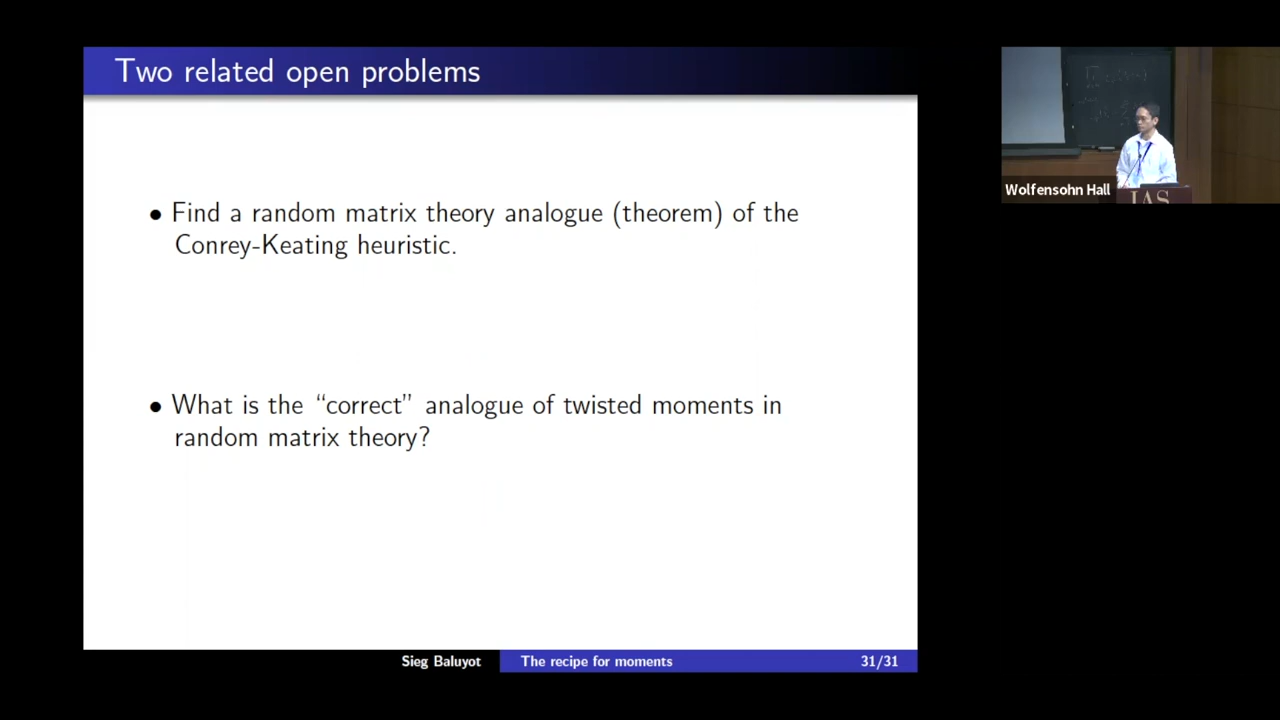 Two related open problems
• Find a random matrix theory analogue (theorem) of the
Conrey-Keating heuristic.
• What is the “correct” analogue of twisted moments in
random matrix theory?
Sieg Baluyot The recipe for moments 31/31
Wolfensohn Hall
IAS